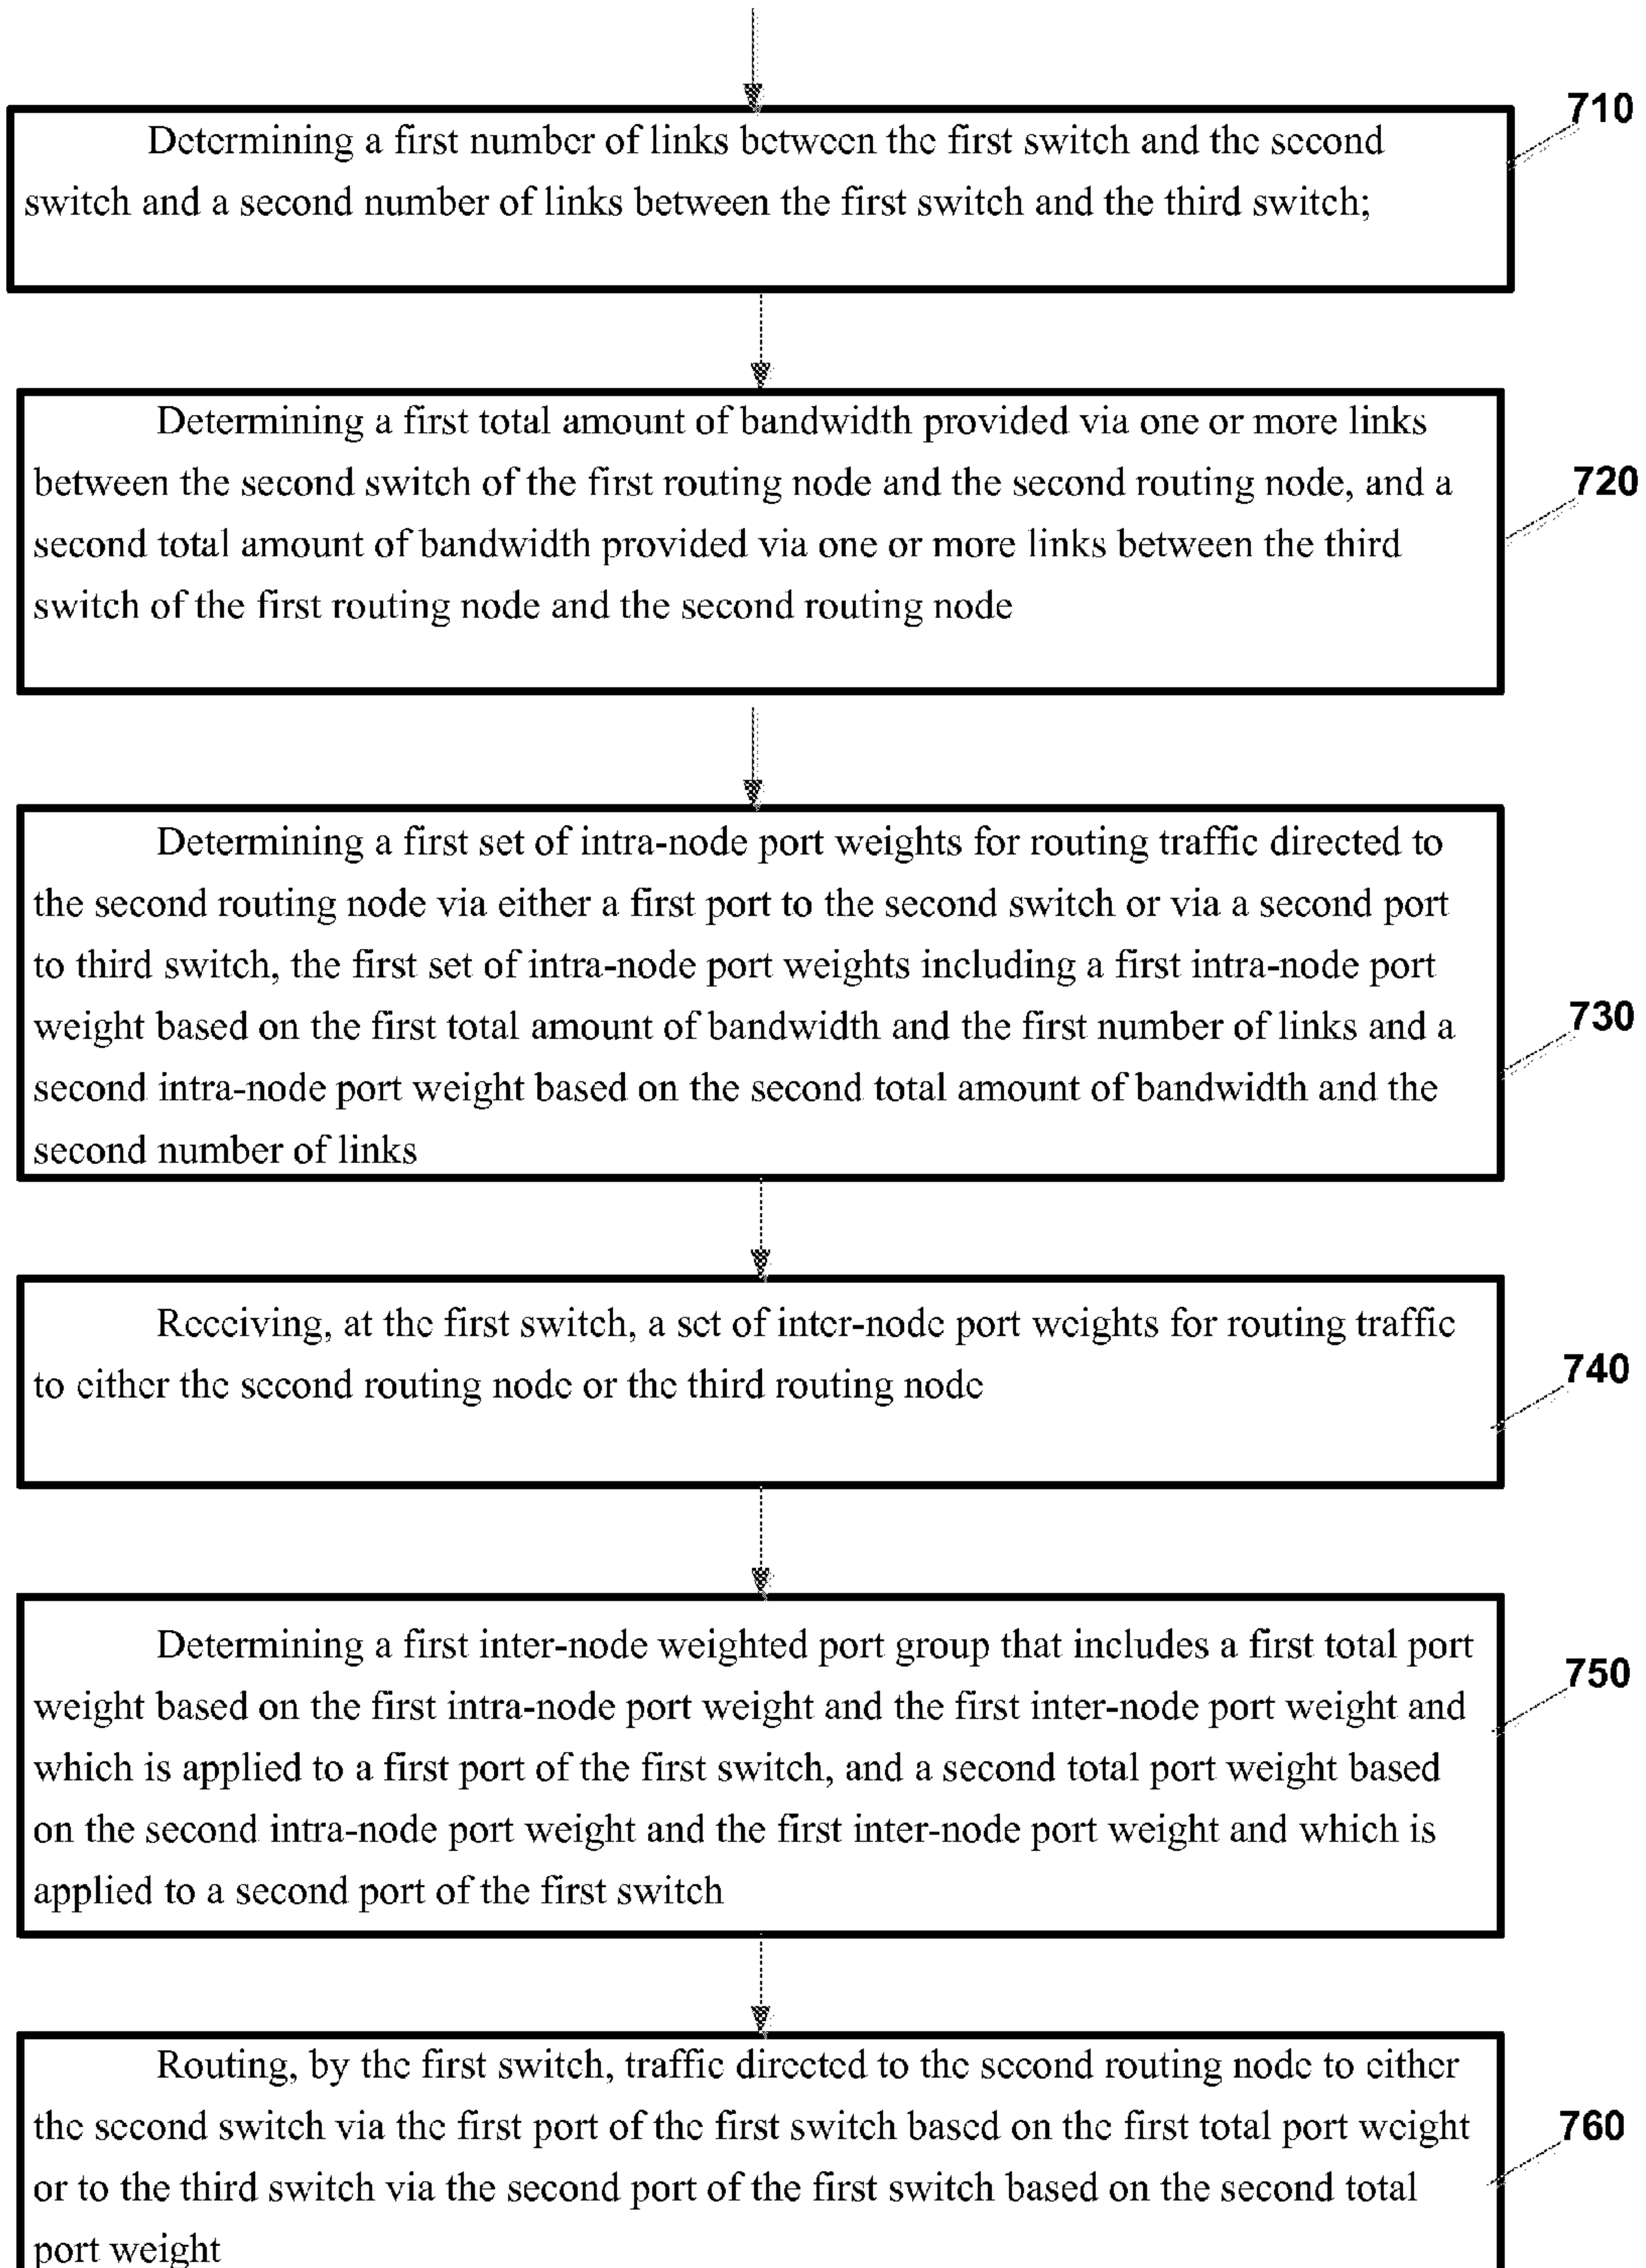 710
Determining a first number of links between the first switch and the second
switch and a second number of links between the first switch and the third switch;
Determining a first total amount of bandwidth provided via one or more links
between the second switch of the first routing node and the second routing node, and a
second total amount of bandwidth provided via one or more links between the third
switch of the first routing node and the second routing node
720
Determining a first set of intra-node port weights for routing traffic directed to
the second routing node via either a first port to the second switch or via a second port
to third switch, the first set of intra-node port weights including a first intra-node port
weight based on the first total amount of bandwidth and the first number of links and a
second intra-node port weight based on the second total amount of bandwidth and the
second number of links
730
Receiving, at the first switch, a set of inter-node port weights for routing traffic
to either the second routing node or the third routing node
740
Determining a first inter-node weighted port group that includes a first total port
weight based on the first intra-node port weight and the first inter-node port weight and
which is applied to a first port of the first switch, and a second total port weight based
on the second intra-node port weight and the first inter-node port weight and which is
applied to a second port of the first switch
750
Routing, by the first switch, traffic directed to the second routing node to either
the second switch via the first port of the first switch based on the first total port weight
or to the third switch via the second port of the first switch based on the second total
port weight
760